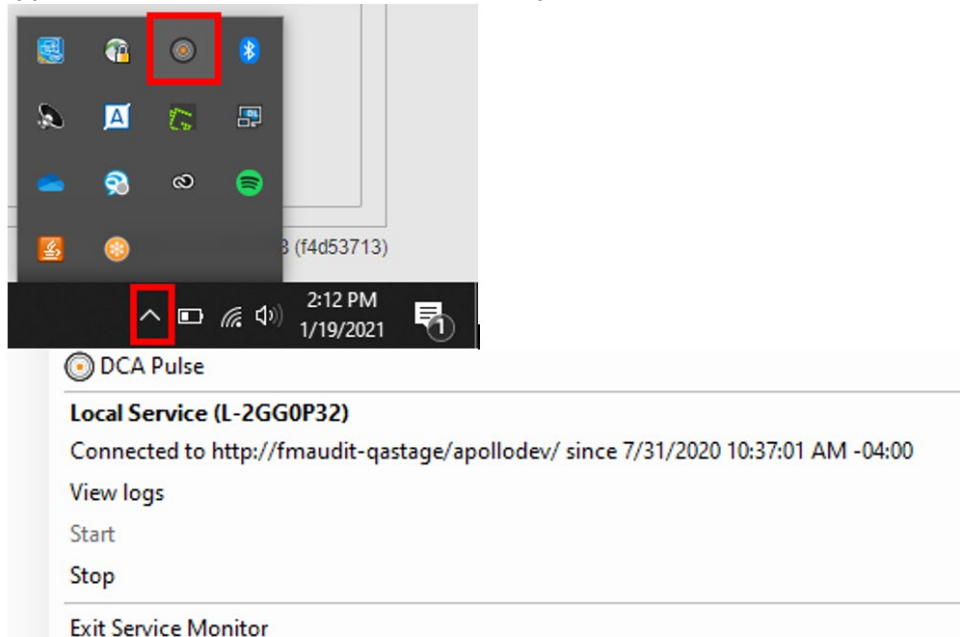 3 (f4d53713)
2:12 PM
1/19/2021
1
DCA Pulse
Local Service (L-2GG0P32)
Connected to http://fmaudit-qastage/apollodev/ since 7/31/2020 10:37:01 AM -04:00
View logs
Start
Stop
Exit Service Monitor